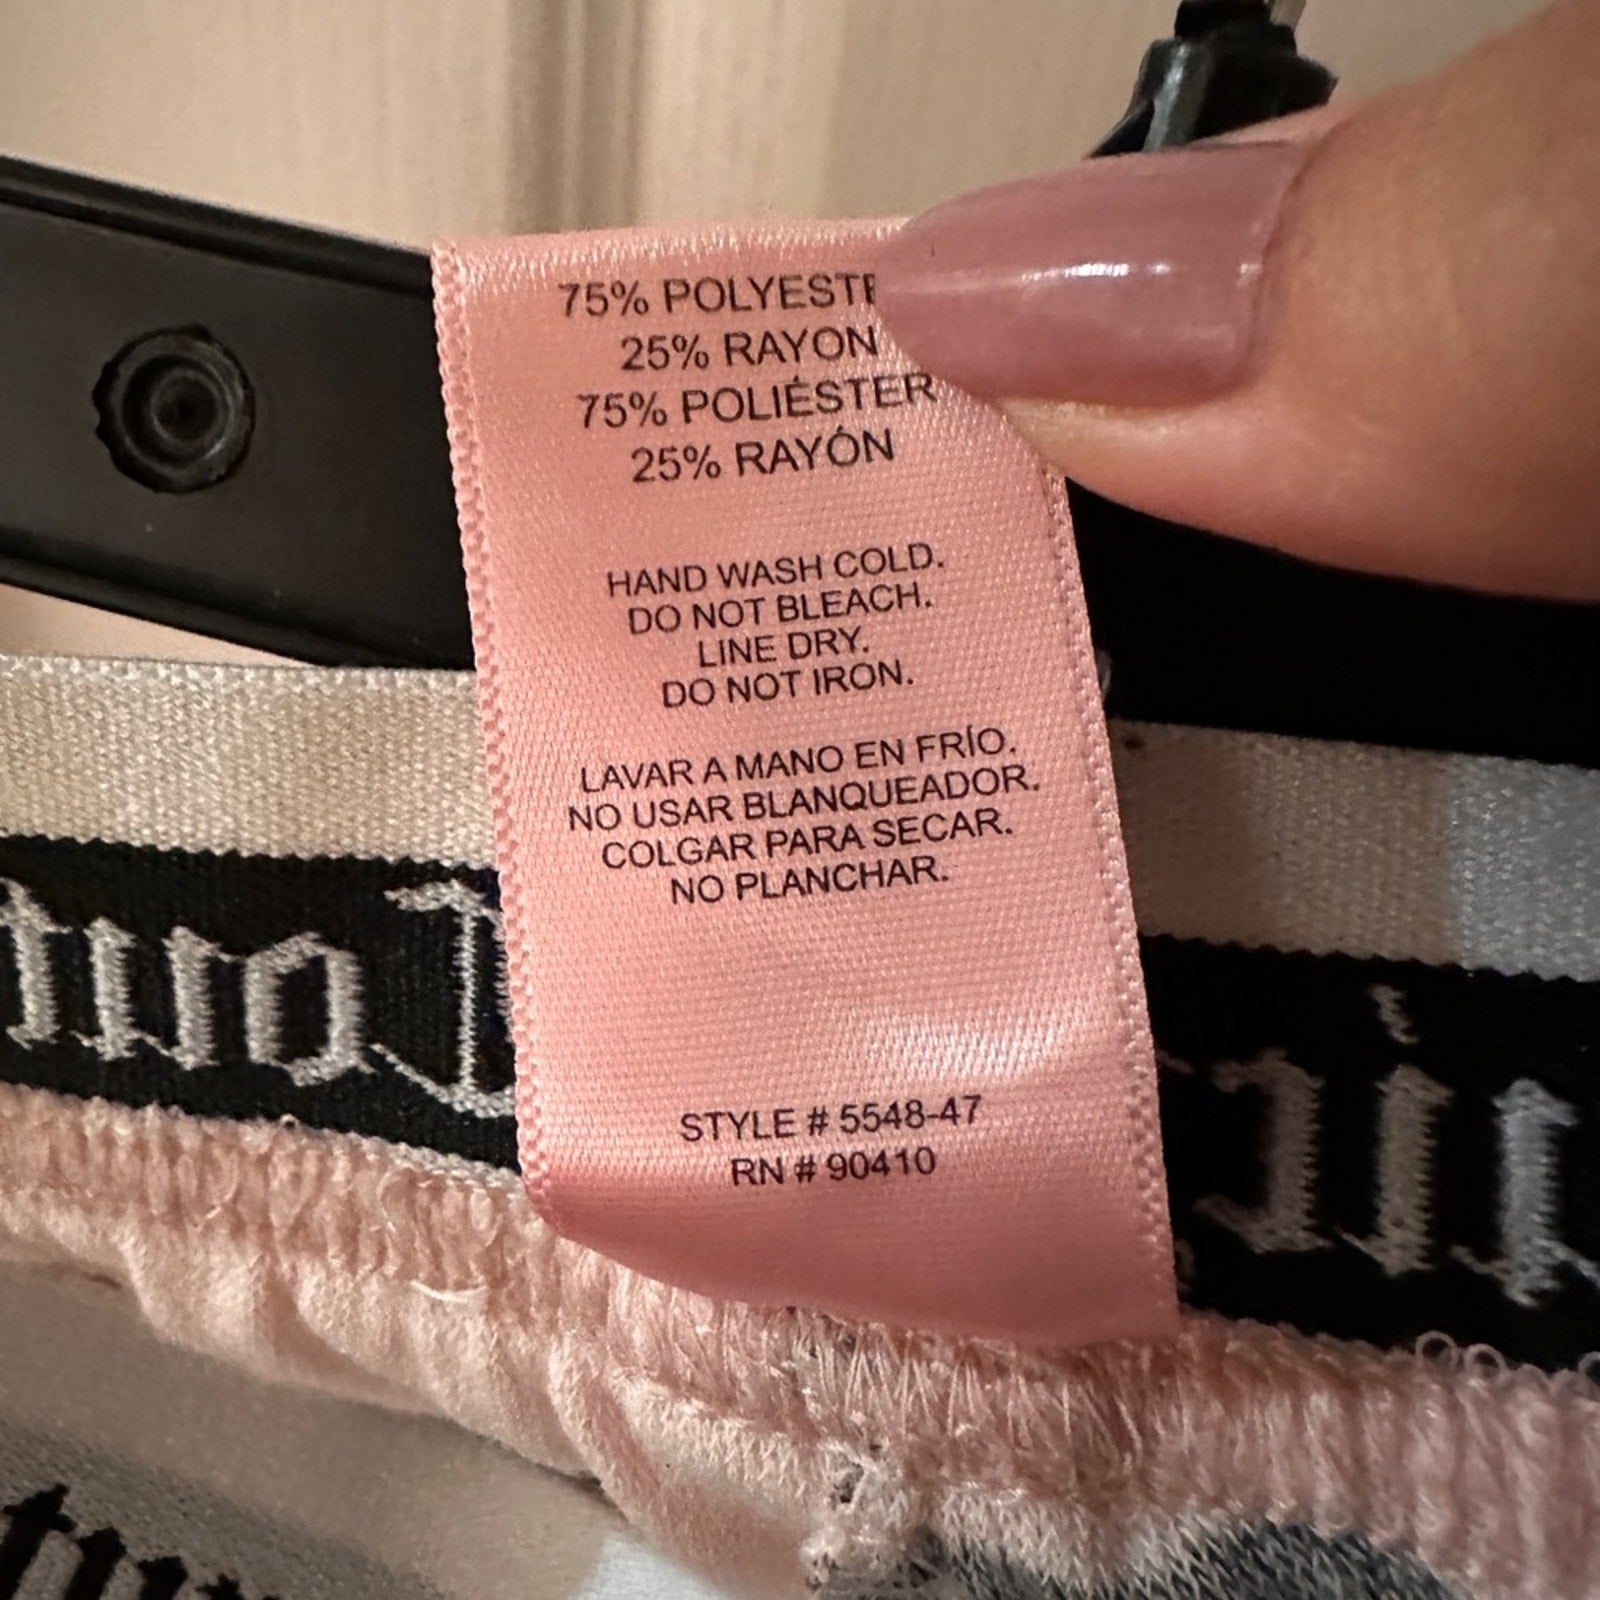 75% POLYESTE
25% RAYON
75% POLIÉSTER
25% RAYÓN
HAND WASH COLD.
DO NOT BLEACH.
LINE DRY.
DO NOT IRON.
LAVAR A MANO EN FRÍO.
NO USAR BLANQUEADOR.
COLGAR PARA SECAR.
NO PLANCHAR.
STYLE # 5548-47
RN # 90410